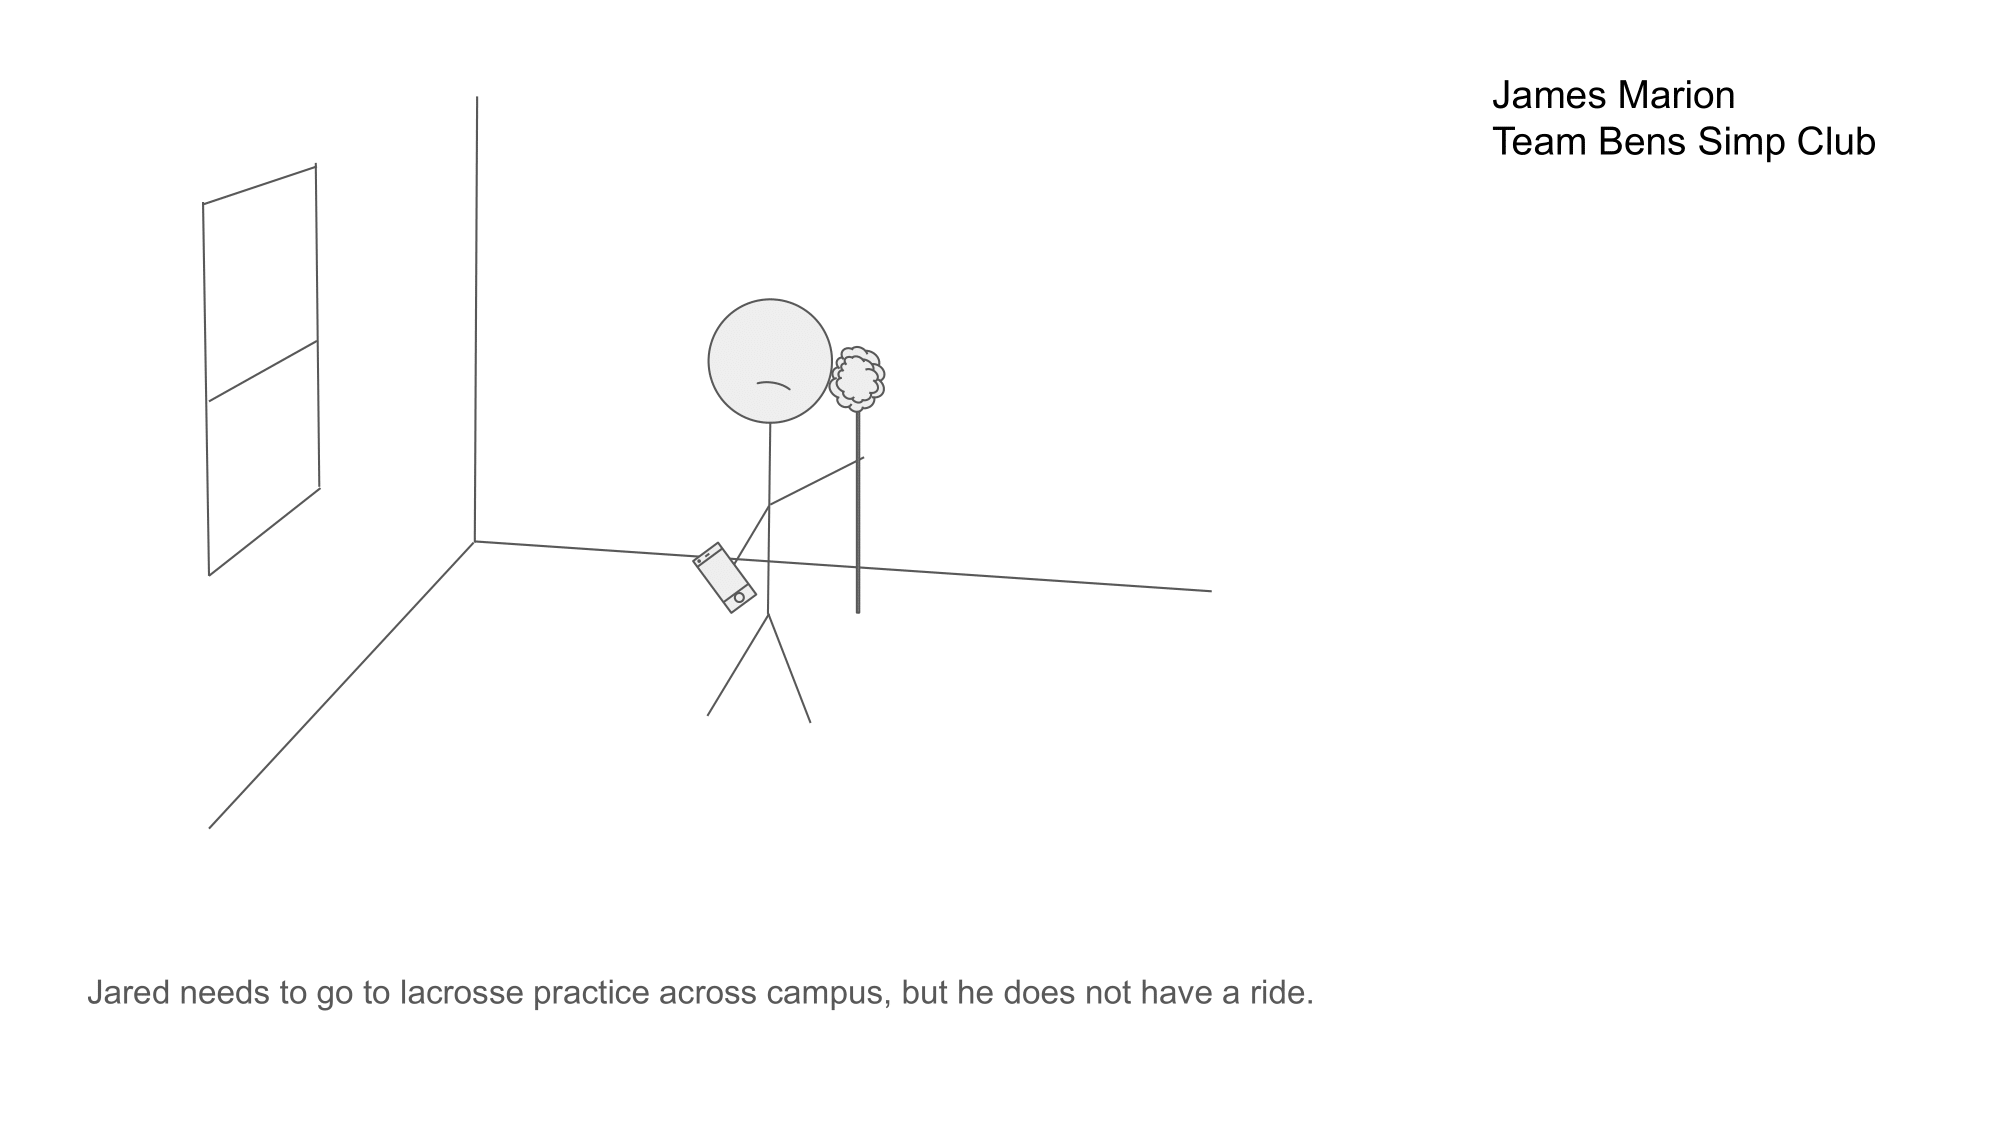 James Marion
Team Bens Simp Club
Jared needs to go to lacrosse practice across campus, but he does not have a ride.